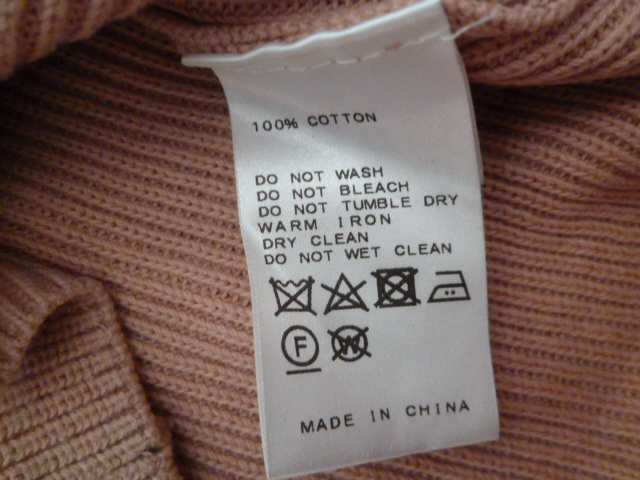 100% COTTON
DO NOT WASH
DO NOT BLEACH
DO NOT TUMBLE DRY
WARM IRON
DRY CLEAN
DO NOT WET CLEAN
F W
MADE IN CHINA